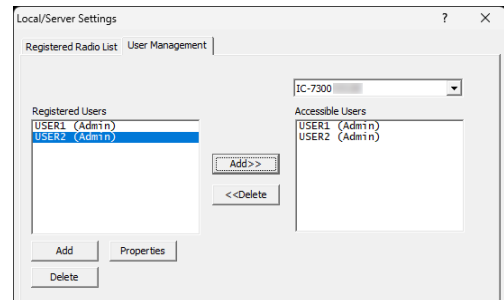 Local/Server Settings
? ×
Registered Radio List User Management
IC-7300
Registered Users
Accessible Users
USER1 (Admin)
USER2 (Admin)
USER1 (Admin)
USER2 (Admin)
Add>>
<<Delete
Add Properties
Delete